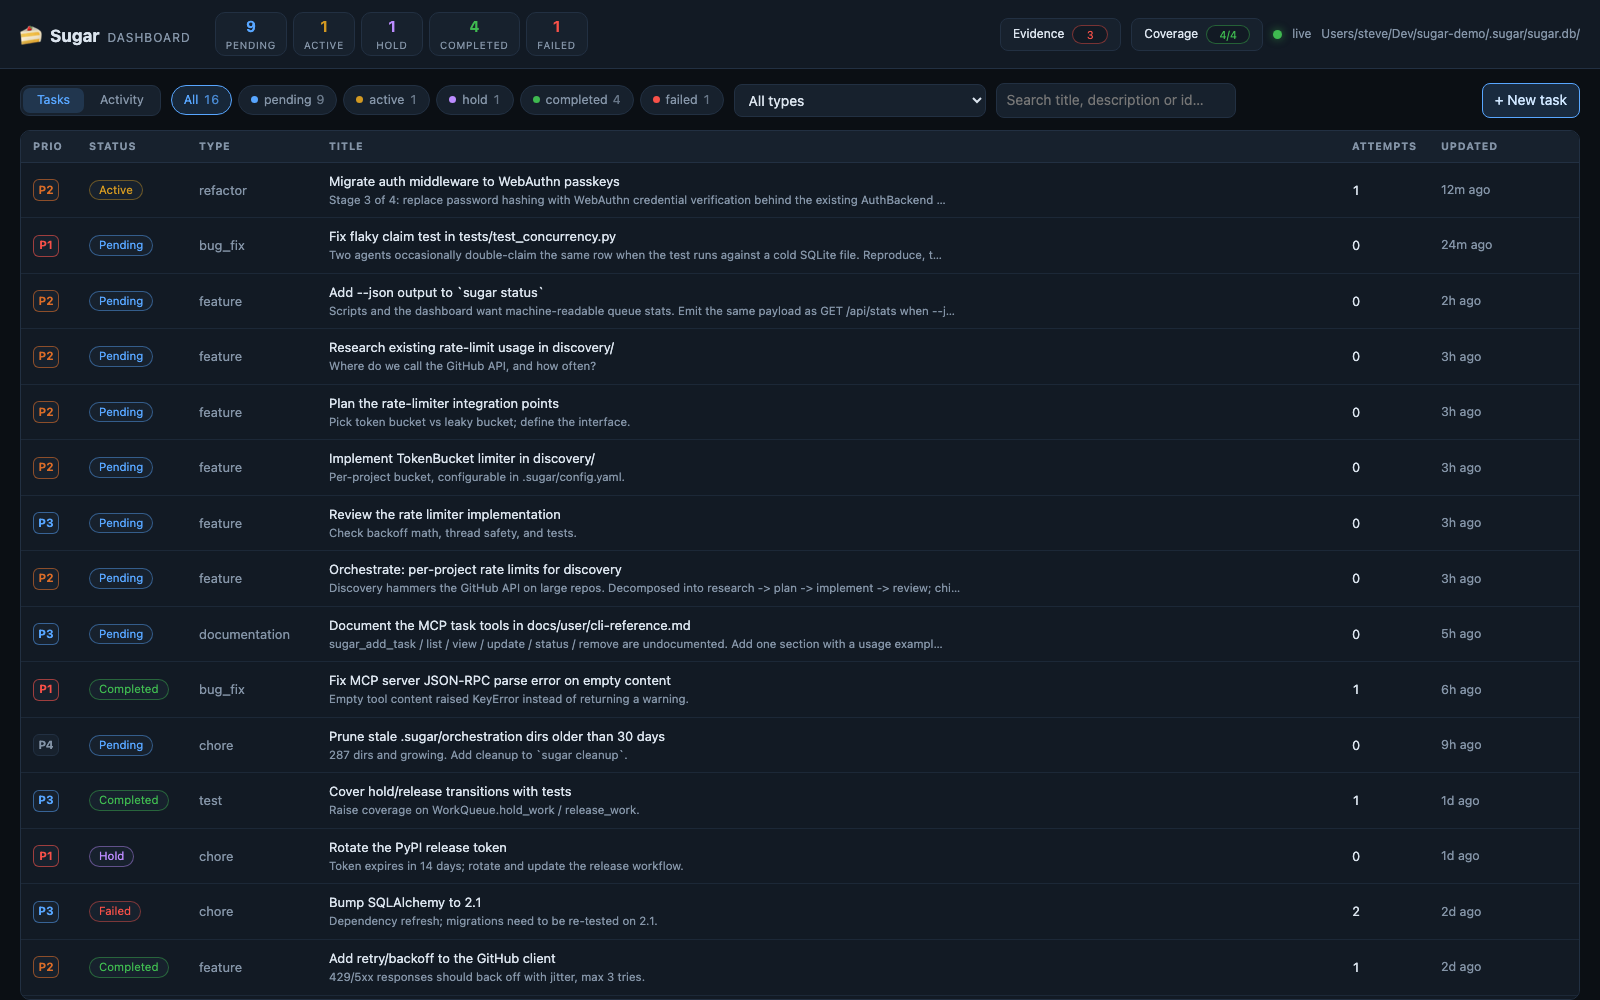 Sugar DASHBOARD
9 PENDING
1 ACTIVE
1 HOLD
4 COMPLETED
1 FAILED
Evidence 3
Coverage 4/4
live
Users/steve/Dev/sugar-demo/.sugar/sugar.db/
Tasks
Activity
All 16
pending 9
active 1
hold 1
completed 4
failed 1
All types
Search title, description or id...
+ New task
PRIO STATUS TYPE TITLE ATTEMPTS UPDATED
P2 Active refactor Migrate auth middleware to WebAuthn passkeys 1 12m ago
Stage 3 of 4: replace password hashing with WebAuthn credential verification behind the existing AuthBackend ...
P1 Pending bug_fix Fix flaky claim test in tests/test_concurrency.py 0 24m ago
Two agents occasionally double-claim the same row when the test runs against a cold SQLite file. Reproduce, t...
P2 Pending feature Add --json output to `sugar status` 0 2h ago
Scripts and the dashboard want machine-readable queue stats. Emit the same payload as GET /api/stats when --j...
P2 Pending feature Research existing rate-limit usage in discovery/ 0 3h ago
Where do we call the GitHub API, and how often?
P2 Pending feature Plan the rate-limiter integration points 0 3h ago
Pick token bucket vs leaky bucket; define the interface.
P2 Pending feature Implement TokenBucket limiter in discovery/ 0 3h ago
Per-project bucket, configurable in .sugar/config.yaml.
P3 Pending feature Review the rate limiter implementation 0 3h ago
Check backoff math, thread safety, and tests.
P2 Pending feature Orchestrate: per-project rate limits for discovery 0 3h ago
Discovery hammers the GitHub API on large repos. Decomposed into research -> plan -> implement -> review; chi...
P3 Pending documentation Document the MCP task tools in docs/user/cli-reference.md 0 5h ago
sugar_add_task / list / view / update / status / remove are undocumented. Add one section with a usage exampl...
P1 Completed bug_fix Fix MCP server JSON-RPC parse error on empty content 1 6h ago
Empty tool content raised KeyError instead of returning a warning.
P4 Pending chore Prune stale .sugar/orchestration dirs older than 30 days 0 9h ago
287 dirs and growing. Add cleanup to `sugar cleanup`.
P3 Completed test Cover hold/release transitions with tests 1 1d ago
Raise coverage on WorkQueue.hold_work / release_work.
P1 Hold chore Rotate the PyPI release token 0 1d ago
Token expires in 14 days; rotate and update the release workflow.
P3 Failed chore Bump SQLAlchemy to 2.1 2 2d ago
Dependency refresh; migrations need to be re-tested on 2.1.
P2 Completed feature Add retry/backoff to the GitHub client 1 2d ago
429/5xx responses should back off with jitter, max 3 tries.